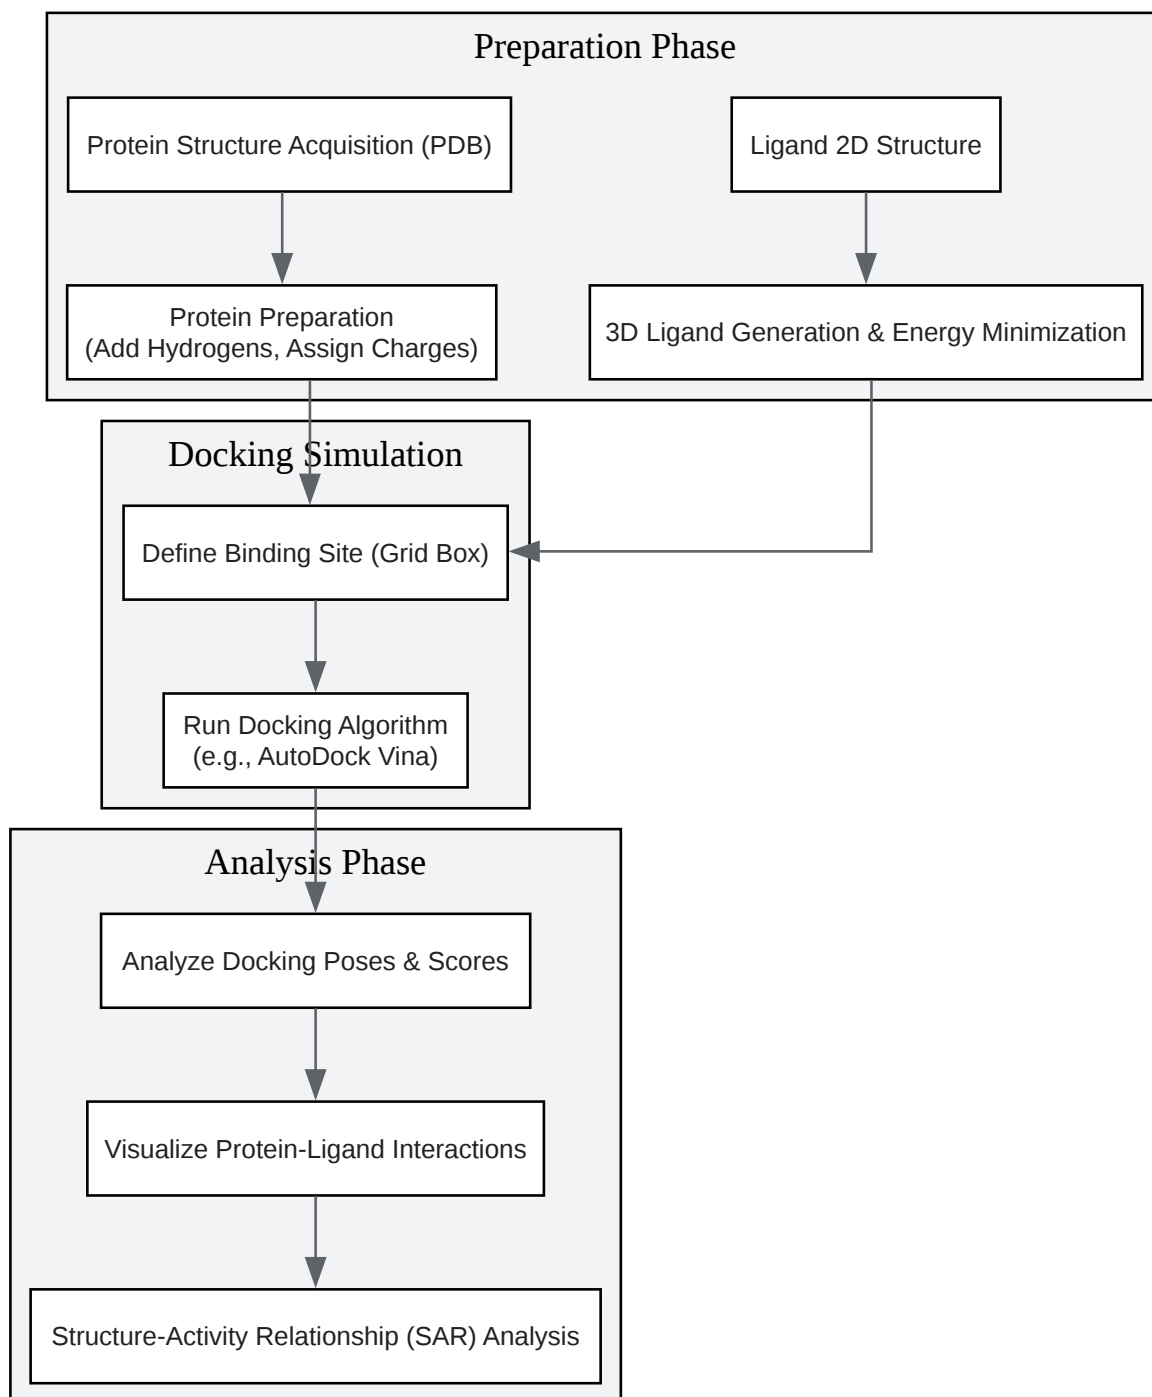 Preparation Phase
Protein Structure Acquisition (PDB)
Ligand 2D Structure
Protein Preparation
(Add Hydrogens, Assign Charges)
3D Ligand Generation & Energy Minimization
Docking Simulation
Define Binding Site (Grid Box)
Run Docking Algorithm
(e.g., AutoDock Vina)
Analysis Phase
Analyze Docking Poses & Scores
Visualize Protein-Ligand Interactions
Structure-Activity Relationship (SAR) Analysis